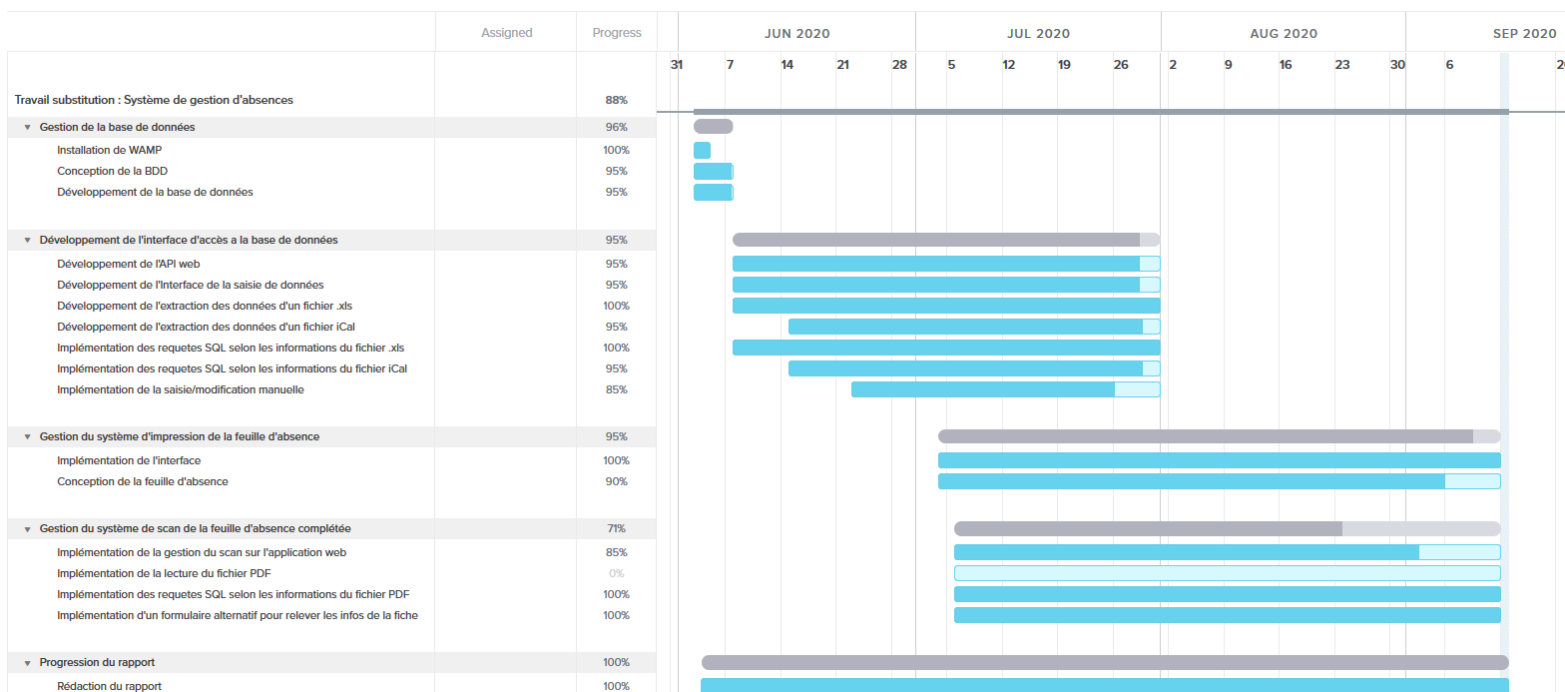 Assigned Progress JUN 2020 JUL 2020 AUG 2020 SEP 2020
31 7 14 21 28 5 12 19 26 2 9 16 23 30 6
Travail substitution : Système de gestion d'absences 88%
Gestion de la base de données 96%
Installation de WAMP 100%
Conception de la BDD 95%
Développement de la base de données 95%
Développement de l'interface d'accès a la base de données 95%
Développement de l'API web 95%
Développement de l'Interface de la saisie de données 95%
Développement de l'extraction des données d'un fichier .xls 100%
Développement de l'extraction des données d'un fichier iCal 95%
Implémentation des requetes SQL selon les informations du fichier .xls 100%
Implémentation des requetes SQL selon les informations du fichier iCal 95%
Implémentation de la saisie/modification manuelle 85%
Gestion du système d'impression de la feuille d'absence 95%
Implémentation de l'interface 100%
Conception de la feuille d'absence 90%
Gestion du système de scan de la feuille d'absence complétée 71%
Implémentation de la gestion du scan sur l'application web 85%
Implémentation de la lecture du fichier PDF 0%
Implémentation des requetes SQL selon les informations du fichier PDF 100%
Implémentation d'un formulaire alternatif pour relever les infos de la fiche 100%
Progression du rapport 100%
Rédaction du rapport 100%